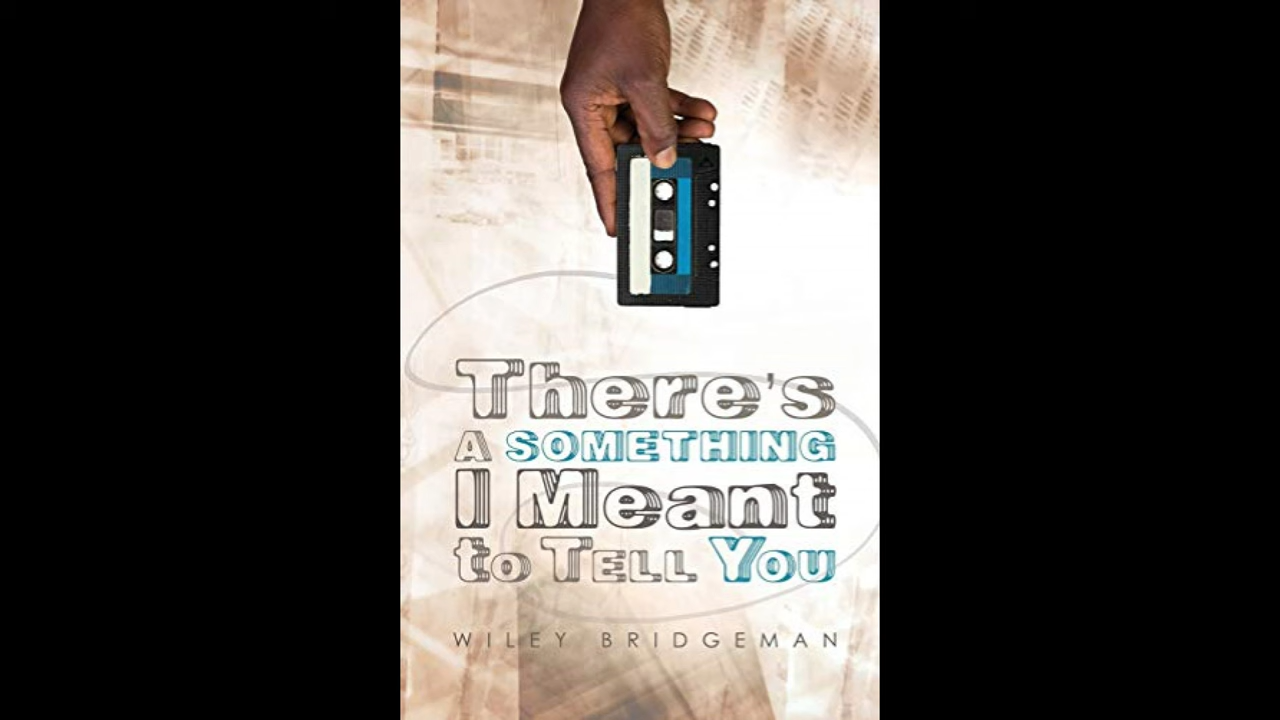 There's
A SOMETHING
I Meant
to TELL YOU
WILEY BRIDGEMAN